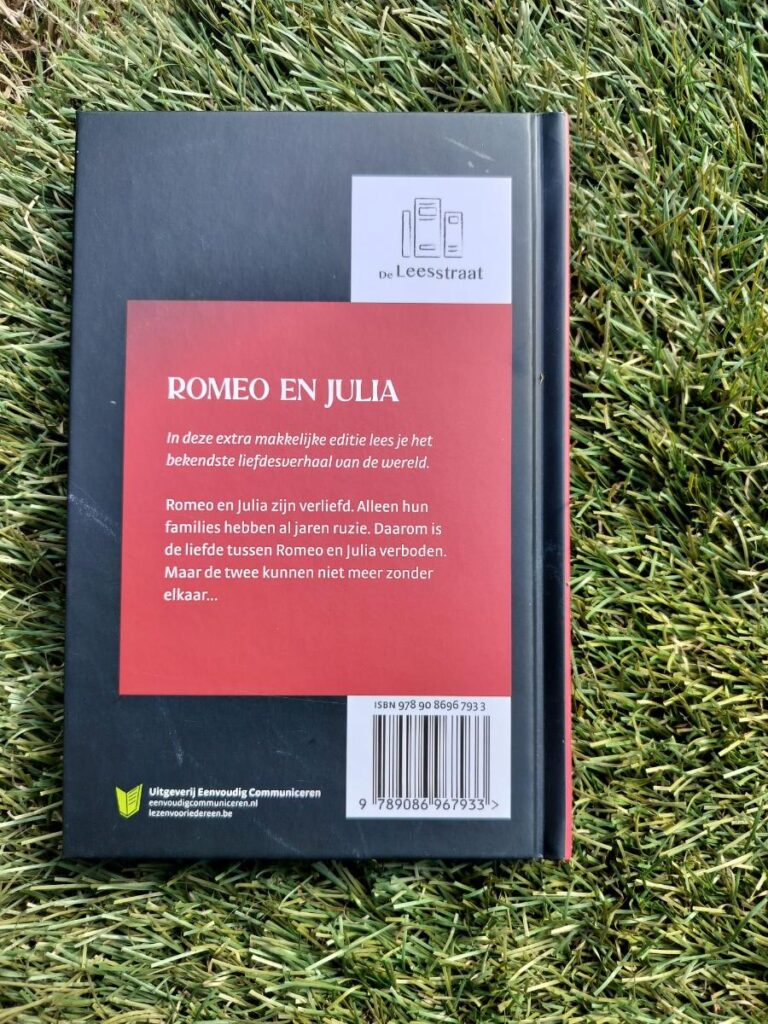 De Leesstraat
ROMEO EN JULIA
In deze extra makkelijke editie lees je het
bekendste liefdesverhaal van de wereld.
Romeo en Julia zijn verliefd. Alleen hun
families hebben al jaren ruzie. Daarom is
de liefde tussen Romeo en Julia verboden.
Maar de twee kunnen niet meer zonder
elkaar...
ISBN 978 90 8696 793 3
9 789086 967933 >
Uitgeverij Eenvoudig Communiceren
eenvoudigcommuniceren.nl
lezenvooriedereen.be